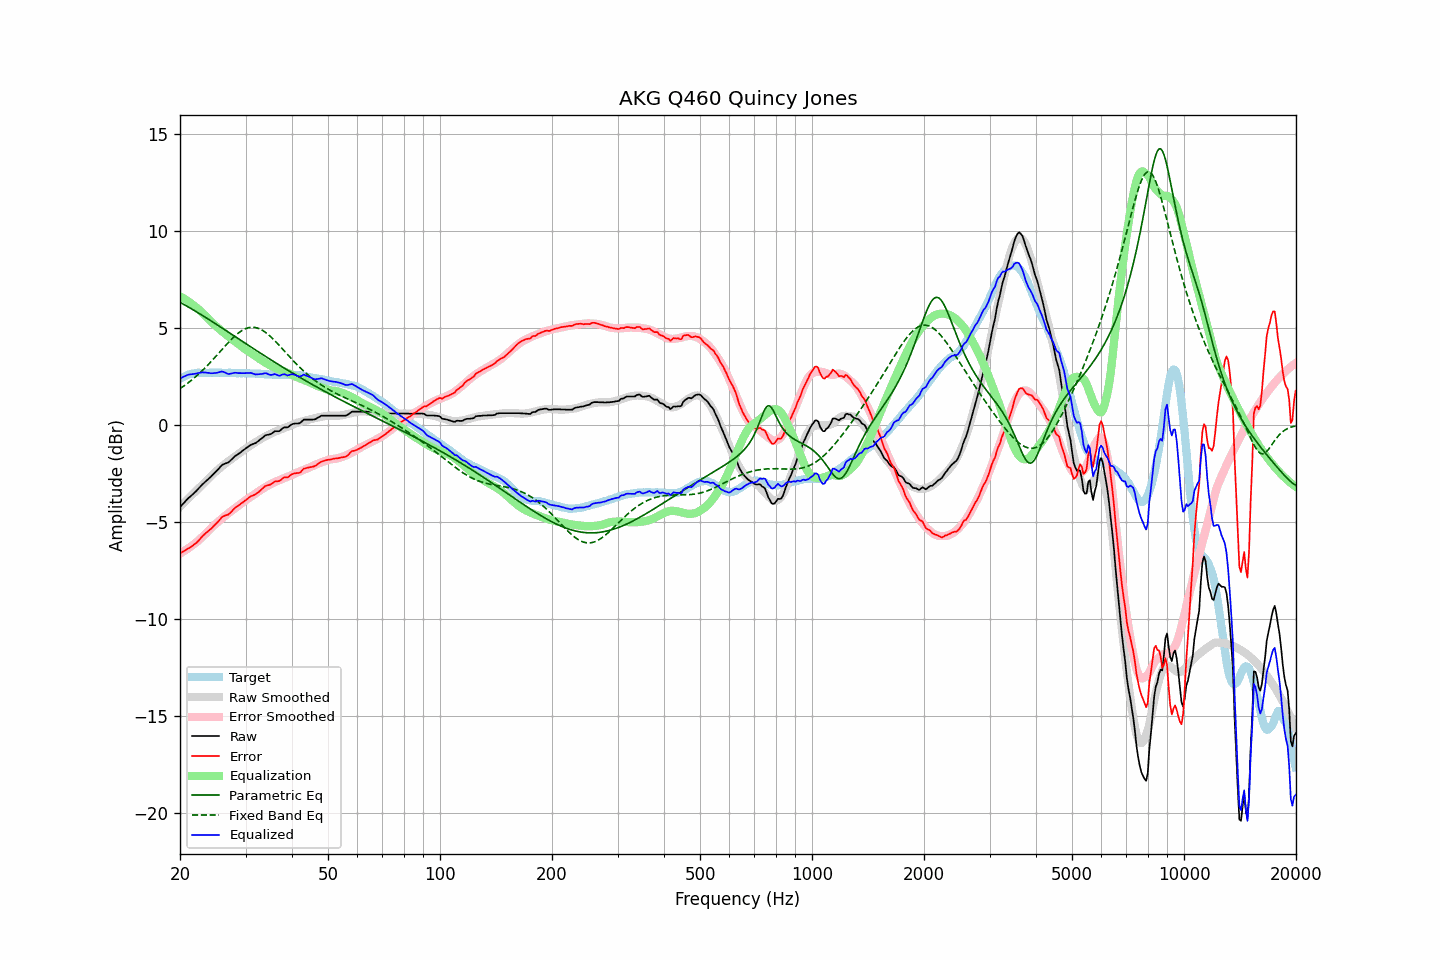 AKG Q460 Quincy Jones
Amplitude (dBr)
15
10
5
0
−5
−10
−15
−20
Target
Raw Smoothed
Error Smoothed
Raw
Error
Equalization
Parametric Eq
Fixed Band Eq
Equalized
20 50 100 200 500 1000 2000 5000 10000 20000
Frequency (Hz)